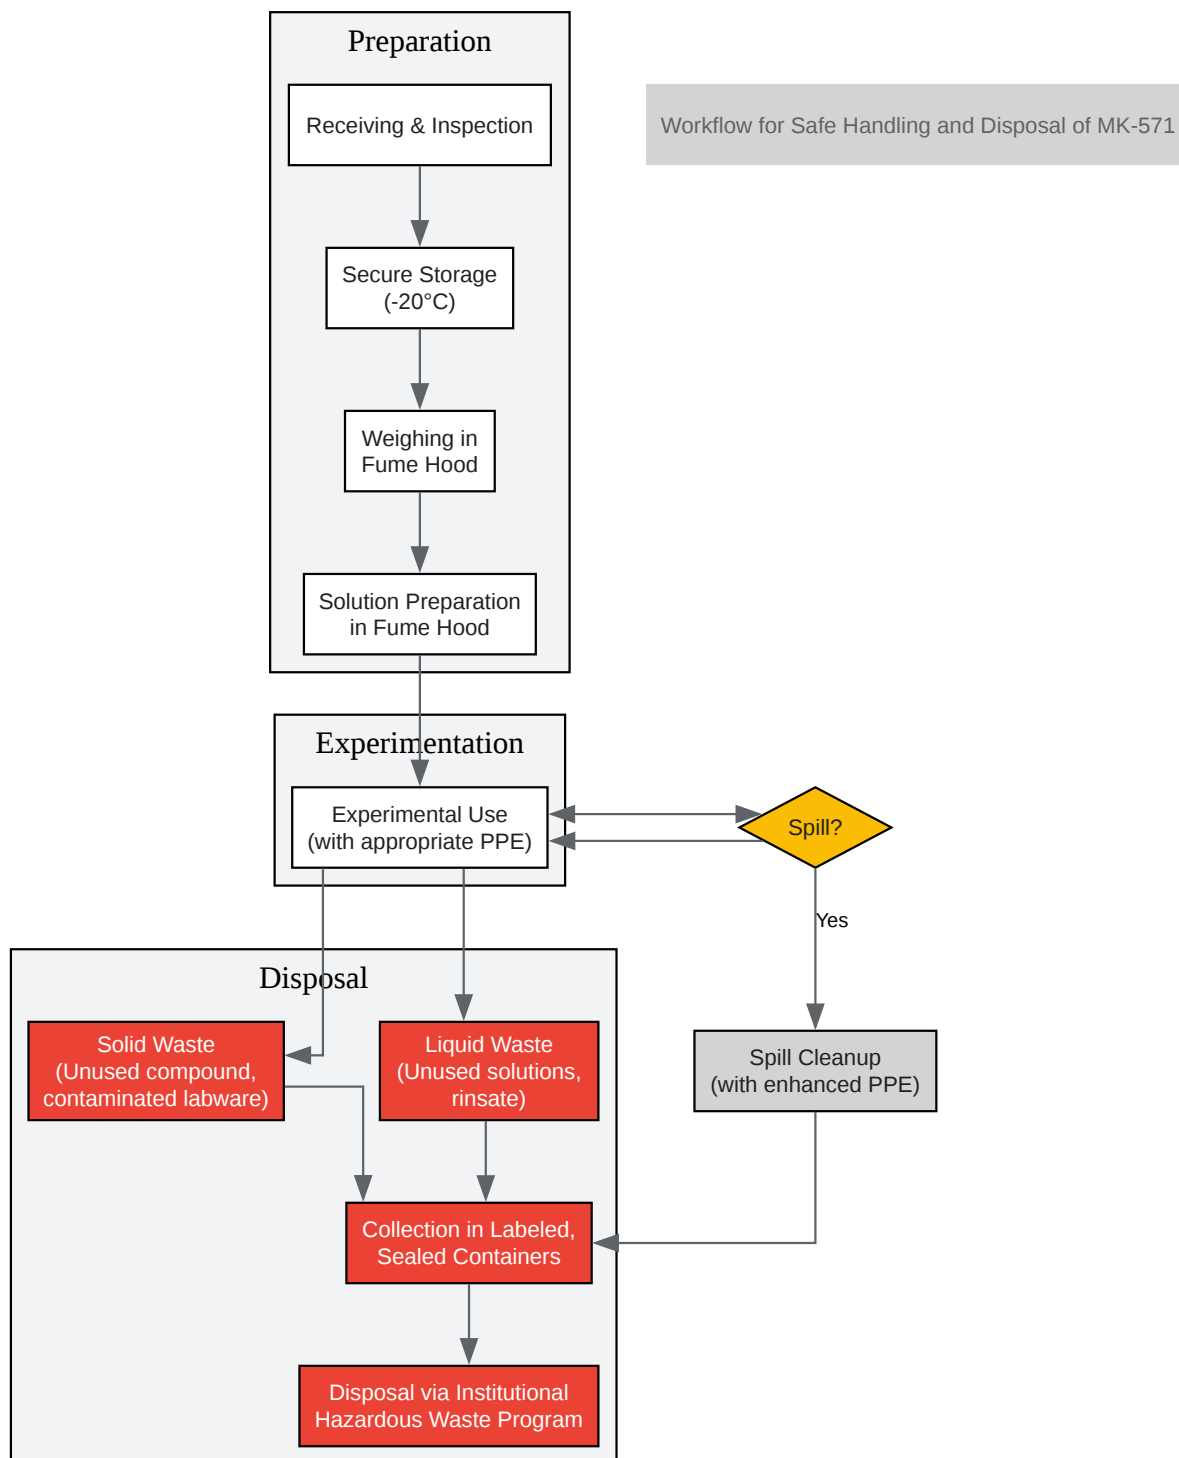 Preparation
Receiving & Inspection
Workflow for Safe Handling and Disposal of MK-571
Secure Storage
(-20°C)
Weighing in
Fume Hood
Solution Preparation
in Fume Hood
Experimentation
Experimental Use
(with appropriate PPE)
Spill?
Yes
Disposal
Solid Waste
(Unused compound,
contaminated labware)
Liquid Waste
(Unused solutions,
rinsate)
Spill Cleanup
(with enhanced PPE)
Collection in Labeled,
Sealed Containers
Disposal via Institutional
Hazardous Waste Program